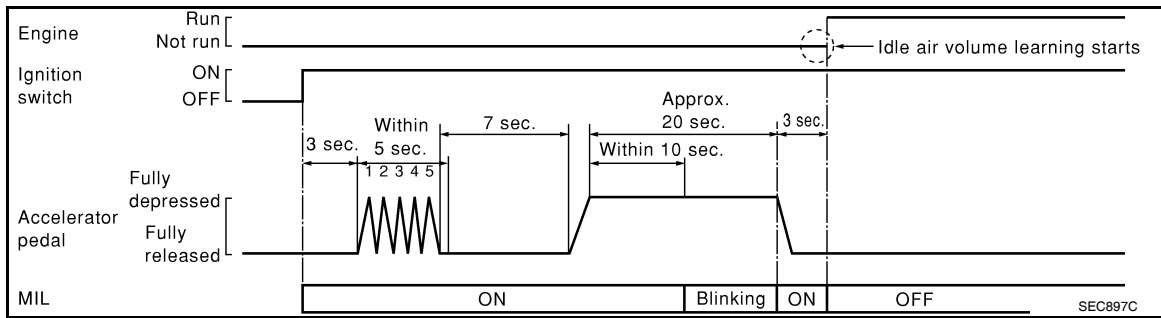 Engine
Run
Not run
Idle air volume learning starts
Ignition
switch
ON
OFF
3 sec.
Within
5 sec.
1 2 3 4 5
7 sec.
Approx.
20 sec.
Within 10 sec.
3 sec.
Accelerator
pedal
Fully
depressed
Fully
released
MIL
ON
Blinking
ON
OFF
SEC897C